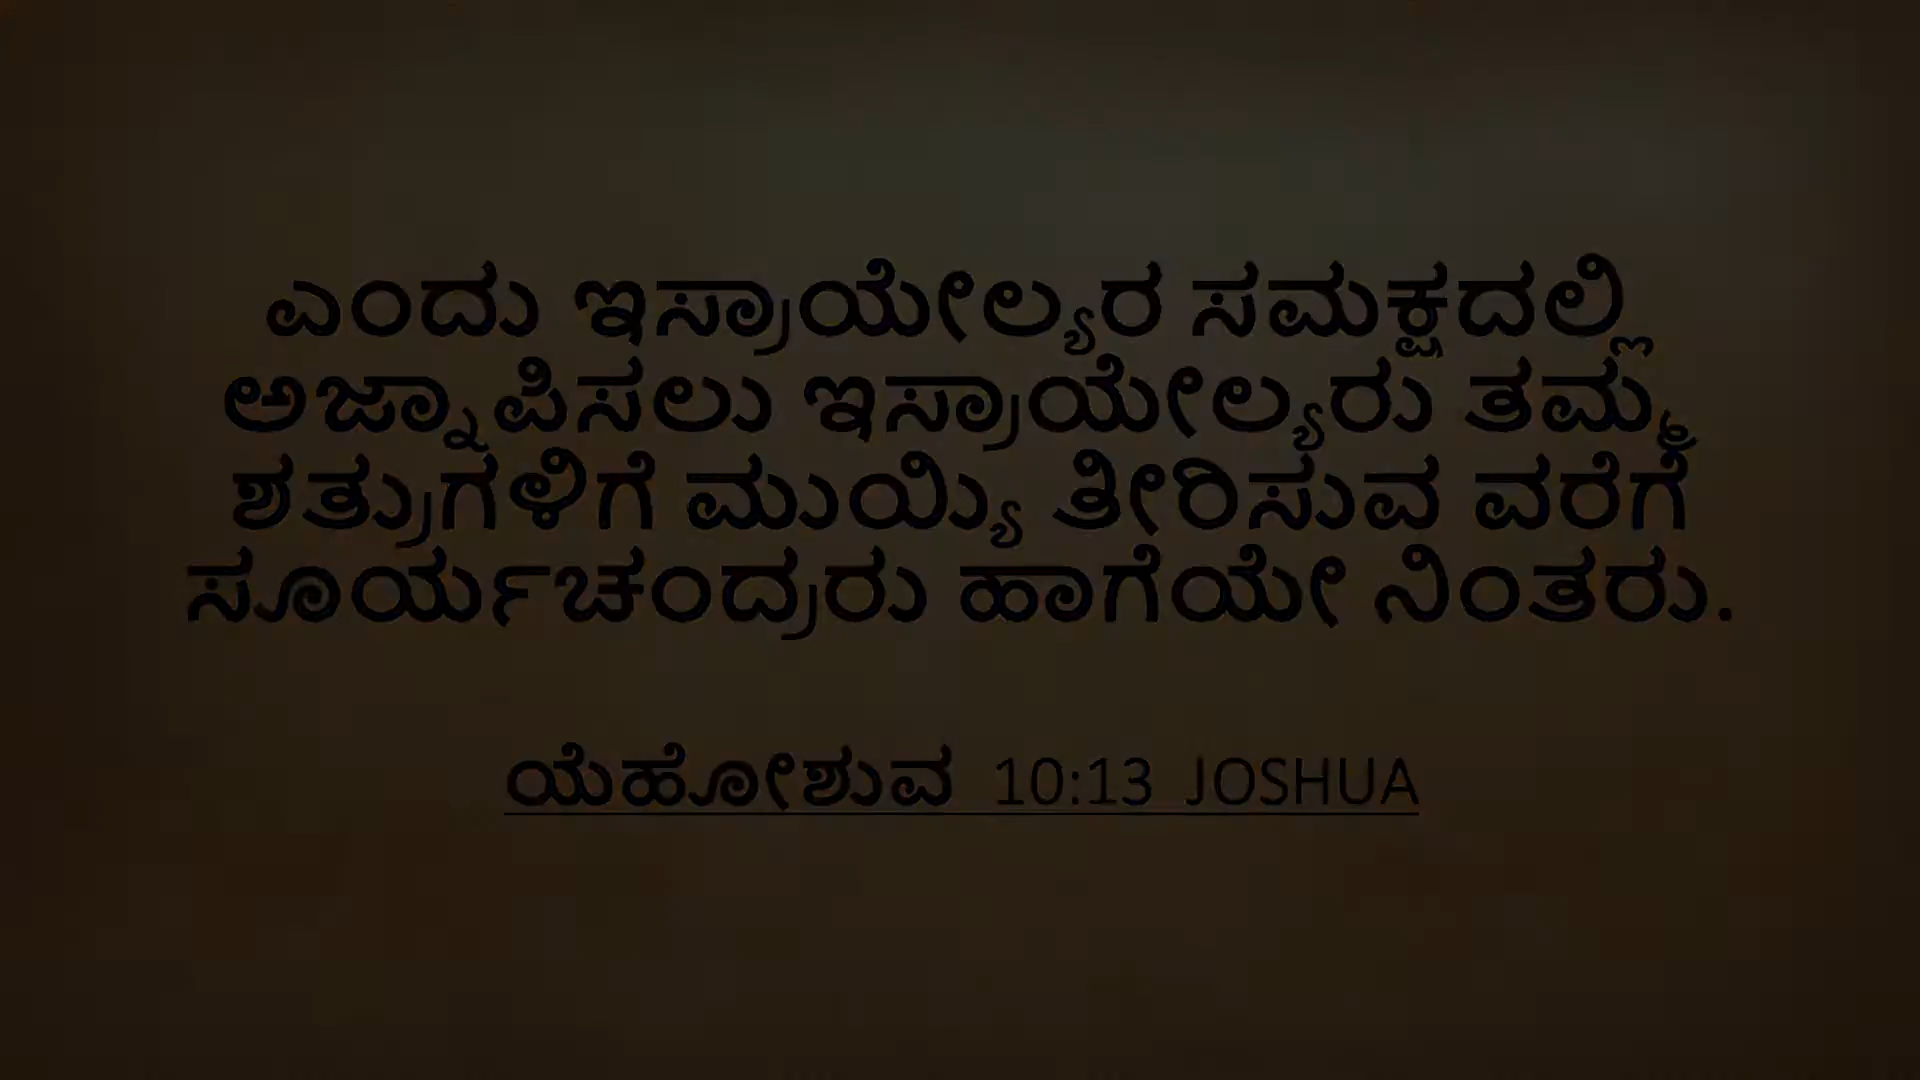 ಎಂದು ಇಸ್ರಾಯೇಲ್ಯರ ಸಮಕ್ಷದಲ್ಲಿ
ಅಜ್ನಾಪಿಸಲು ಇಸ್ರಾಯೇಲ್ಯರು ತಮ್ಮ
ಶತ್ರುಗಳಿಗೆ ಮುಯ್ಯಿ ತೀರಿಸುವ ವರೆಗೆ
ಸೂರ್ಯಚಂದ್ರರು ಹಾಗೆಯೇ ನಿಂತರು.
ಯೆಹೋಶುವ 10:13 JOSHUA